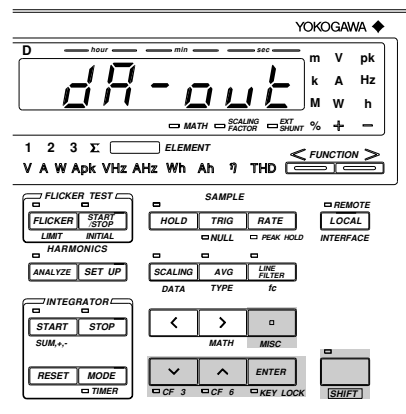 YOKOGAWA
D hour min sec
dA-out
m V pk
k A Hz
M W h
% + −
MATH SCALING FACTOR EXT SHUNT
1 2 3 Σ ELEMENT
V A W Apk VHz AHz Wh Ah η THD
< FUNCTION >
FLICKER TEST
SAMPLE
REMOTE
FLICKER START /STOP HOLD TRIG RATE LOCAL
LIMIT INITIAL NULL PEAK HOLD INTERFACE
HARMONICS
ANALYZE SET UP SCALING AVG LINE FILTER
DATA TYPE fc
INTEGRATOR
START STOP
SUM,+,- MATH MISC
RESET MODE ENTER
TIMER CF 3 CF 6 KEY LOCK SHIFT